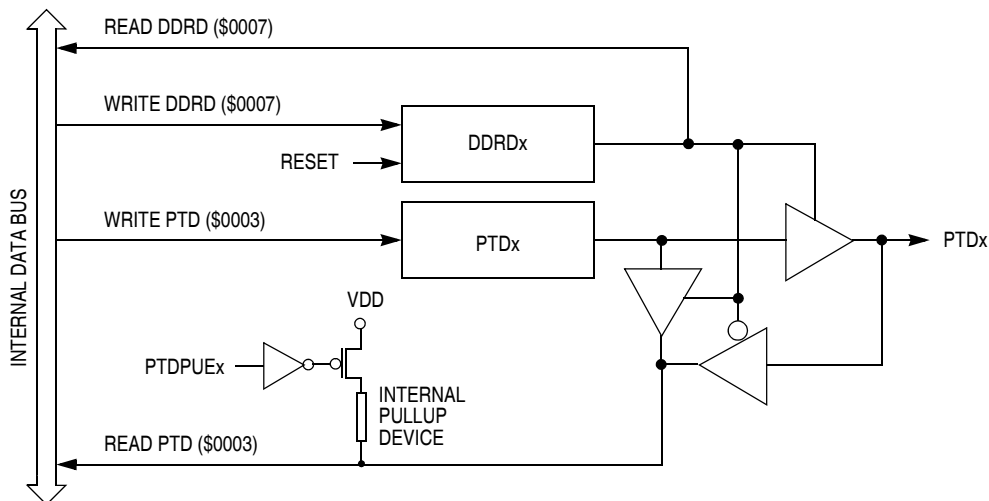 READ DDRD ($0007)
WRITE DDRD ($0007)
DDRDx
RESET
INTERNAL DATA BUS
WRITE PTD ($0003)
PTDx
PTDx
VDD
PTDPUEx
INTERNAL
PULLUP
DEVICE
READ PTD ($0003)